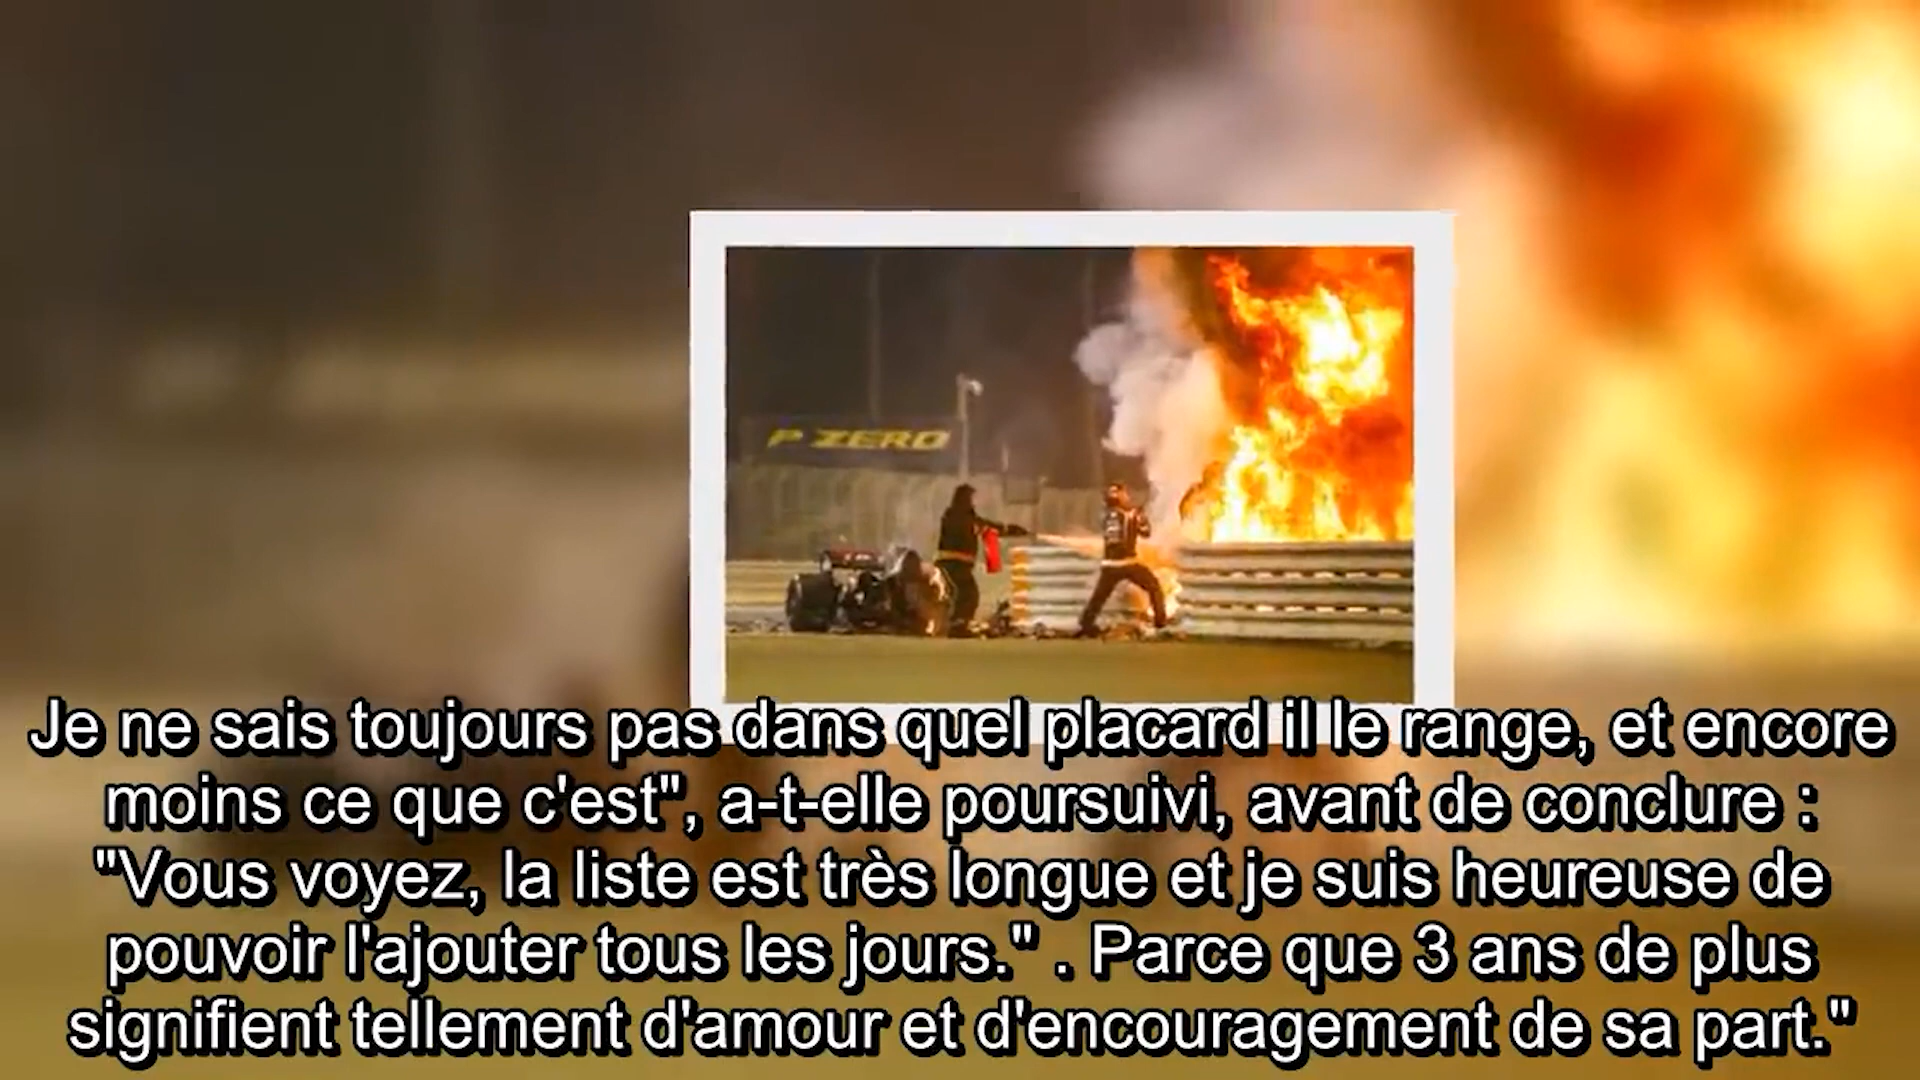 P ZERO
Je ne sais toujours pas dans quel placard il le range, et encore
moins ce que c'est", a-t-elle poursuivi, avant de conclure :
"Vous voyez, la liste est très longue et je suis heureuse de
pouvoir l'ajouter tous les jours." . Parce que 3 ans de plus
signifient tellement d'amour et d'encouragement de sa part."